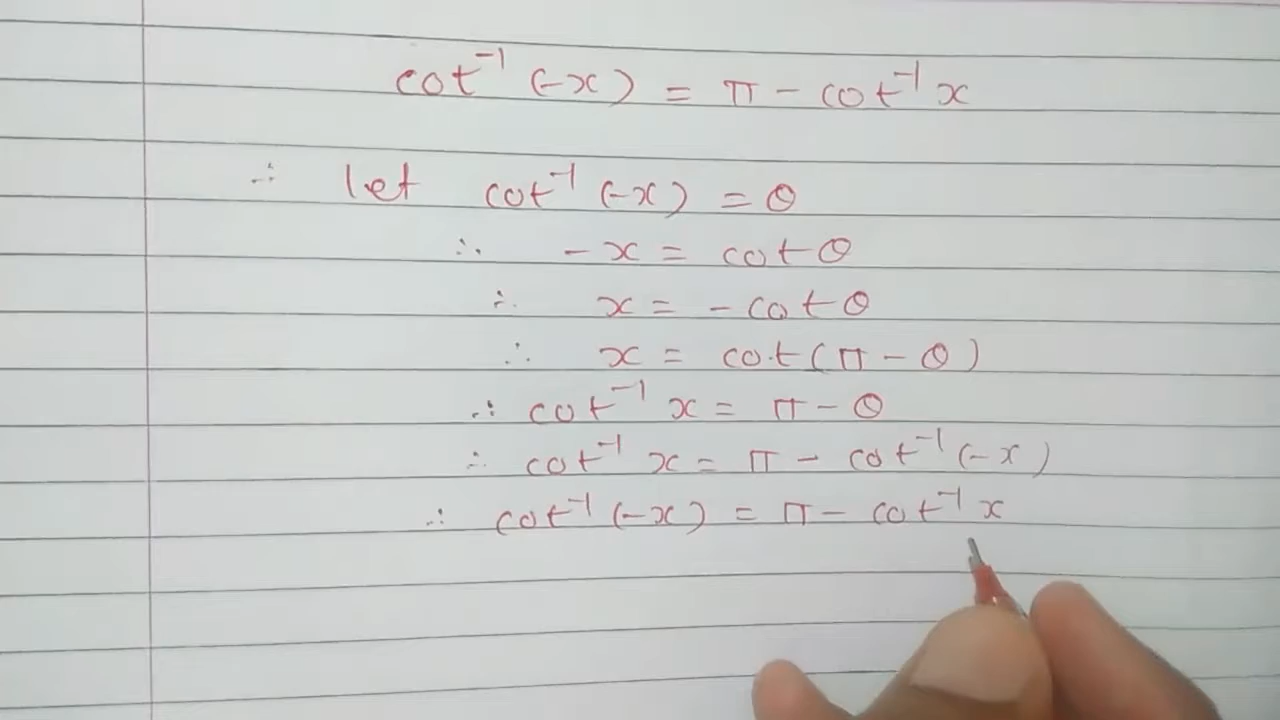 cot⁻¹ (-x) = π - cot⁻¹ x
∴ let cot⁻¹ (-x) = θ
∴ -x = cot θ
∴ x = - cot θ
∴ x = cot (π - θ)
∴ cot⁻¹ x = π - θ
∴ cot⁻¹ x = π - cot⁻¹ (-x)
∴ cot⁻¹ (-x) = π - cot⁻¹ x